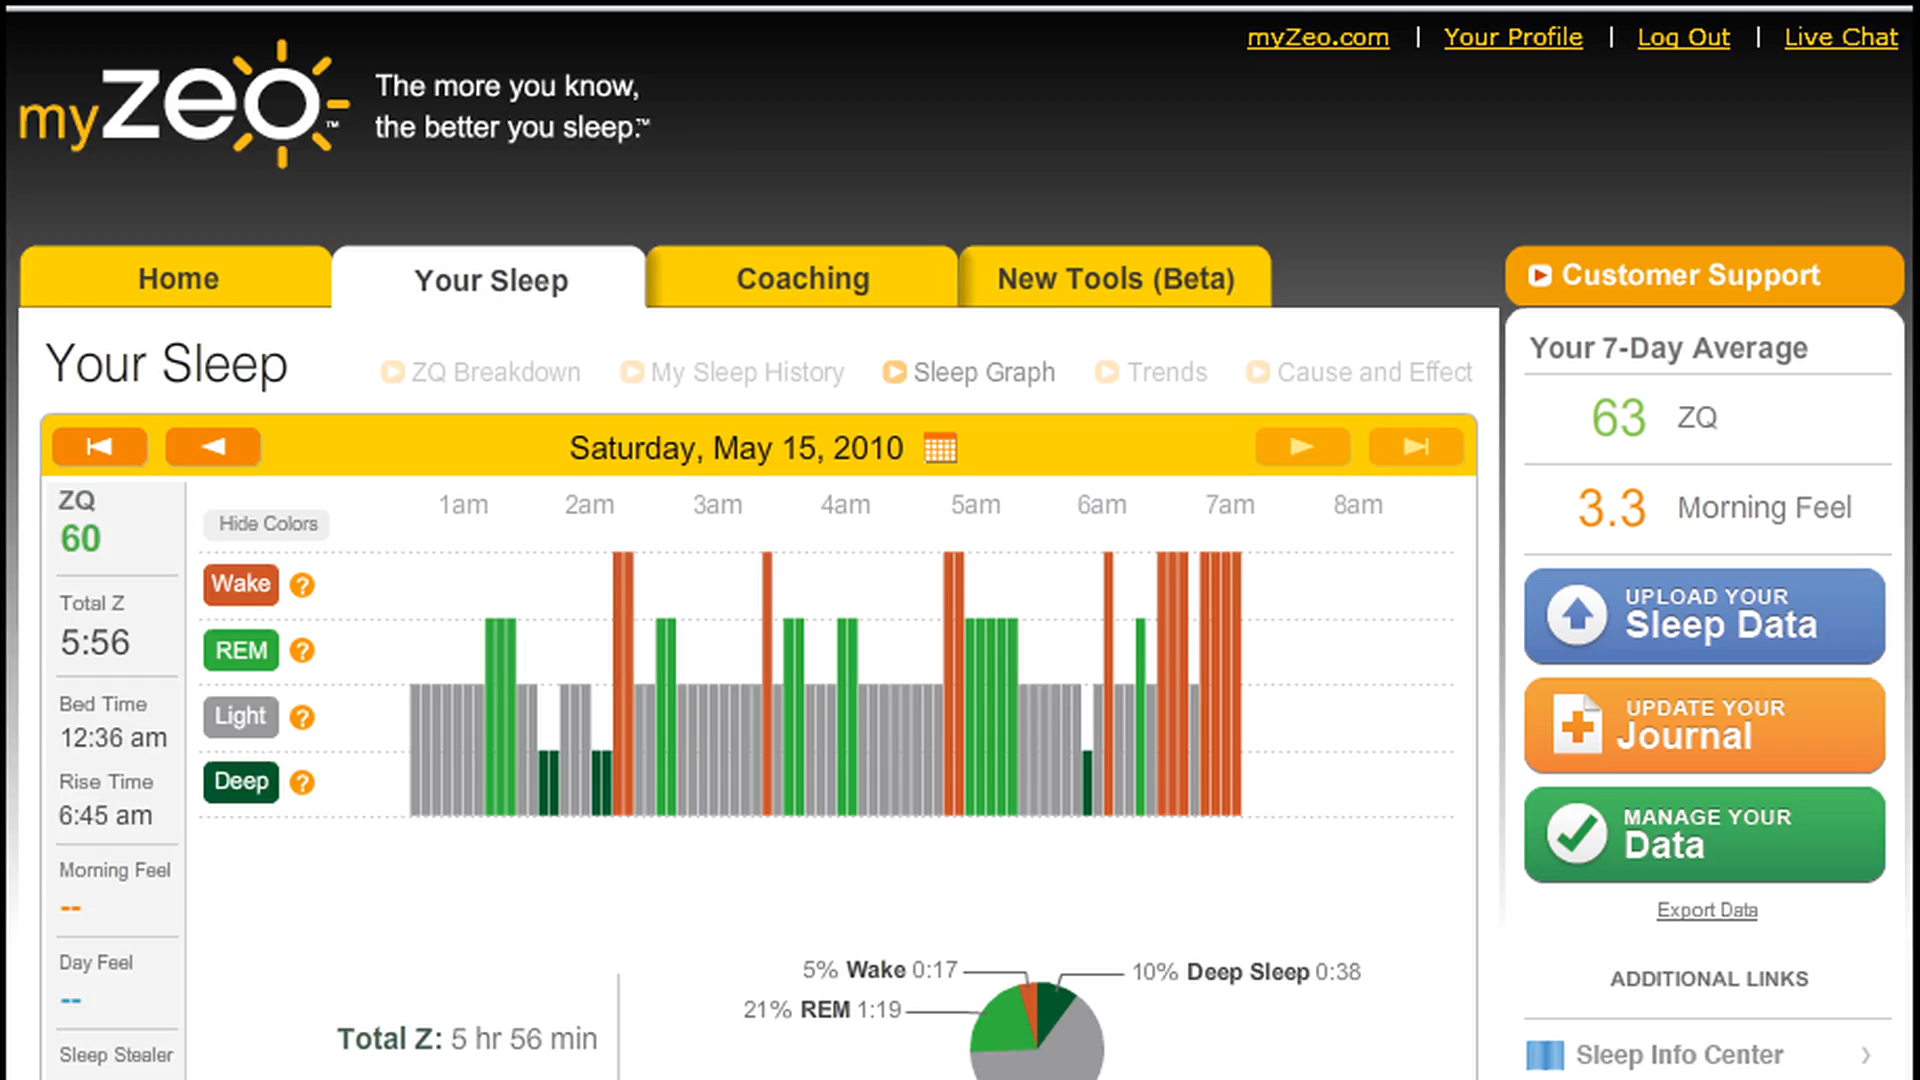 myZeo.com | Your Profile | Log Out | Live Chat
myzeo™
The more you know,
the better you sleep.™
Home
Your Sleep
Coaching
New Tools (Beta)
Customer Support
Your Sleep
ZQ Breakdown
My Sleep History
Sleep Graph
Trends
Cause and Effect
Saturday, May 15, 2010
ZQ
60
Total Z
5:56
Bed Time
12:36 am
Rise Time
6:45 am
Morning Feel
--
Day Feel
--
Sleep Stealer
Hide Colors
1am 2am 3am 4am 5am 6am 7am 8am
Wake ?
REM ?
Light ?
Deep ?
Total Z: 5 hr 56 min
5% Wake 0:17
10% Deep Sleep 0:38
21% REM 1:19
Your 7-Day Average
63 ZQ
3.3 Morning Feel
UPLOAD YOUR
Sleep Data
UPDATE YOUR
Journal
MANAGE YOUR
Data
Export Data
ADDITIONAL LINKS
Sleep Info Center